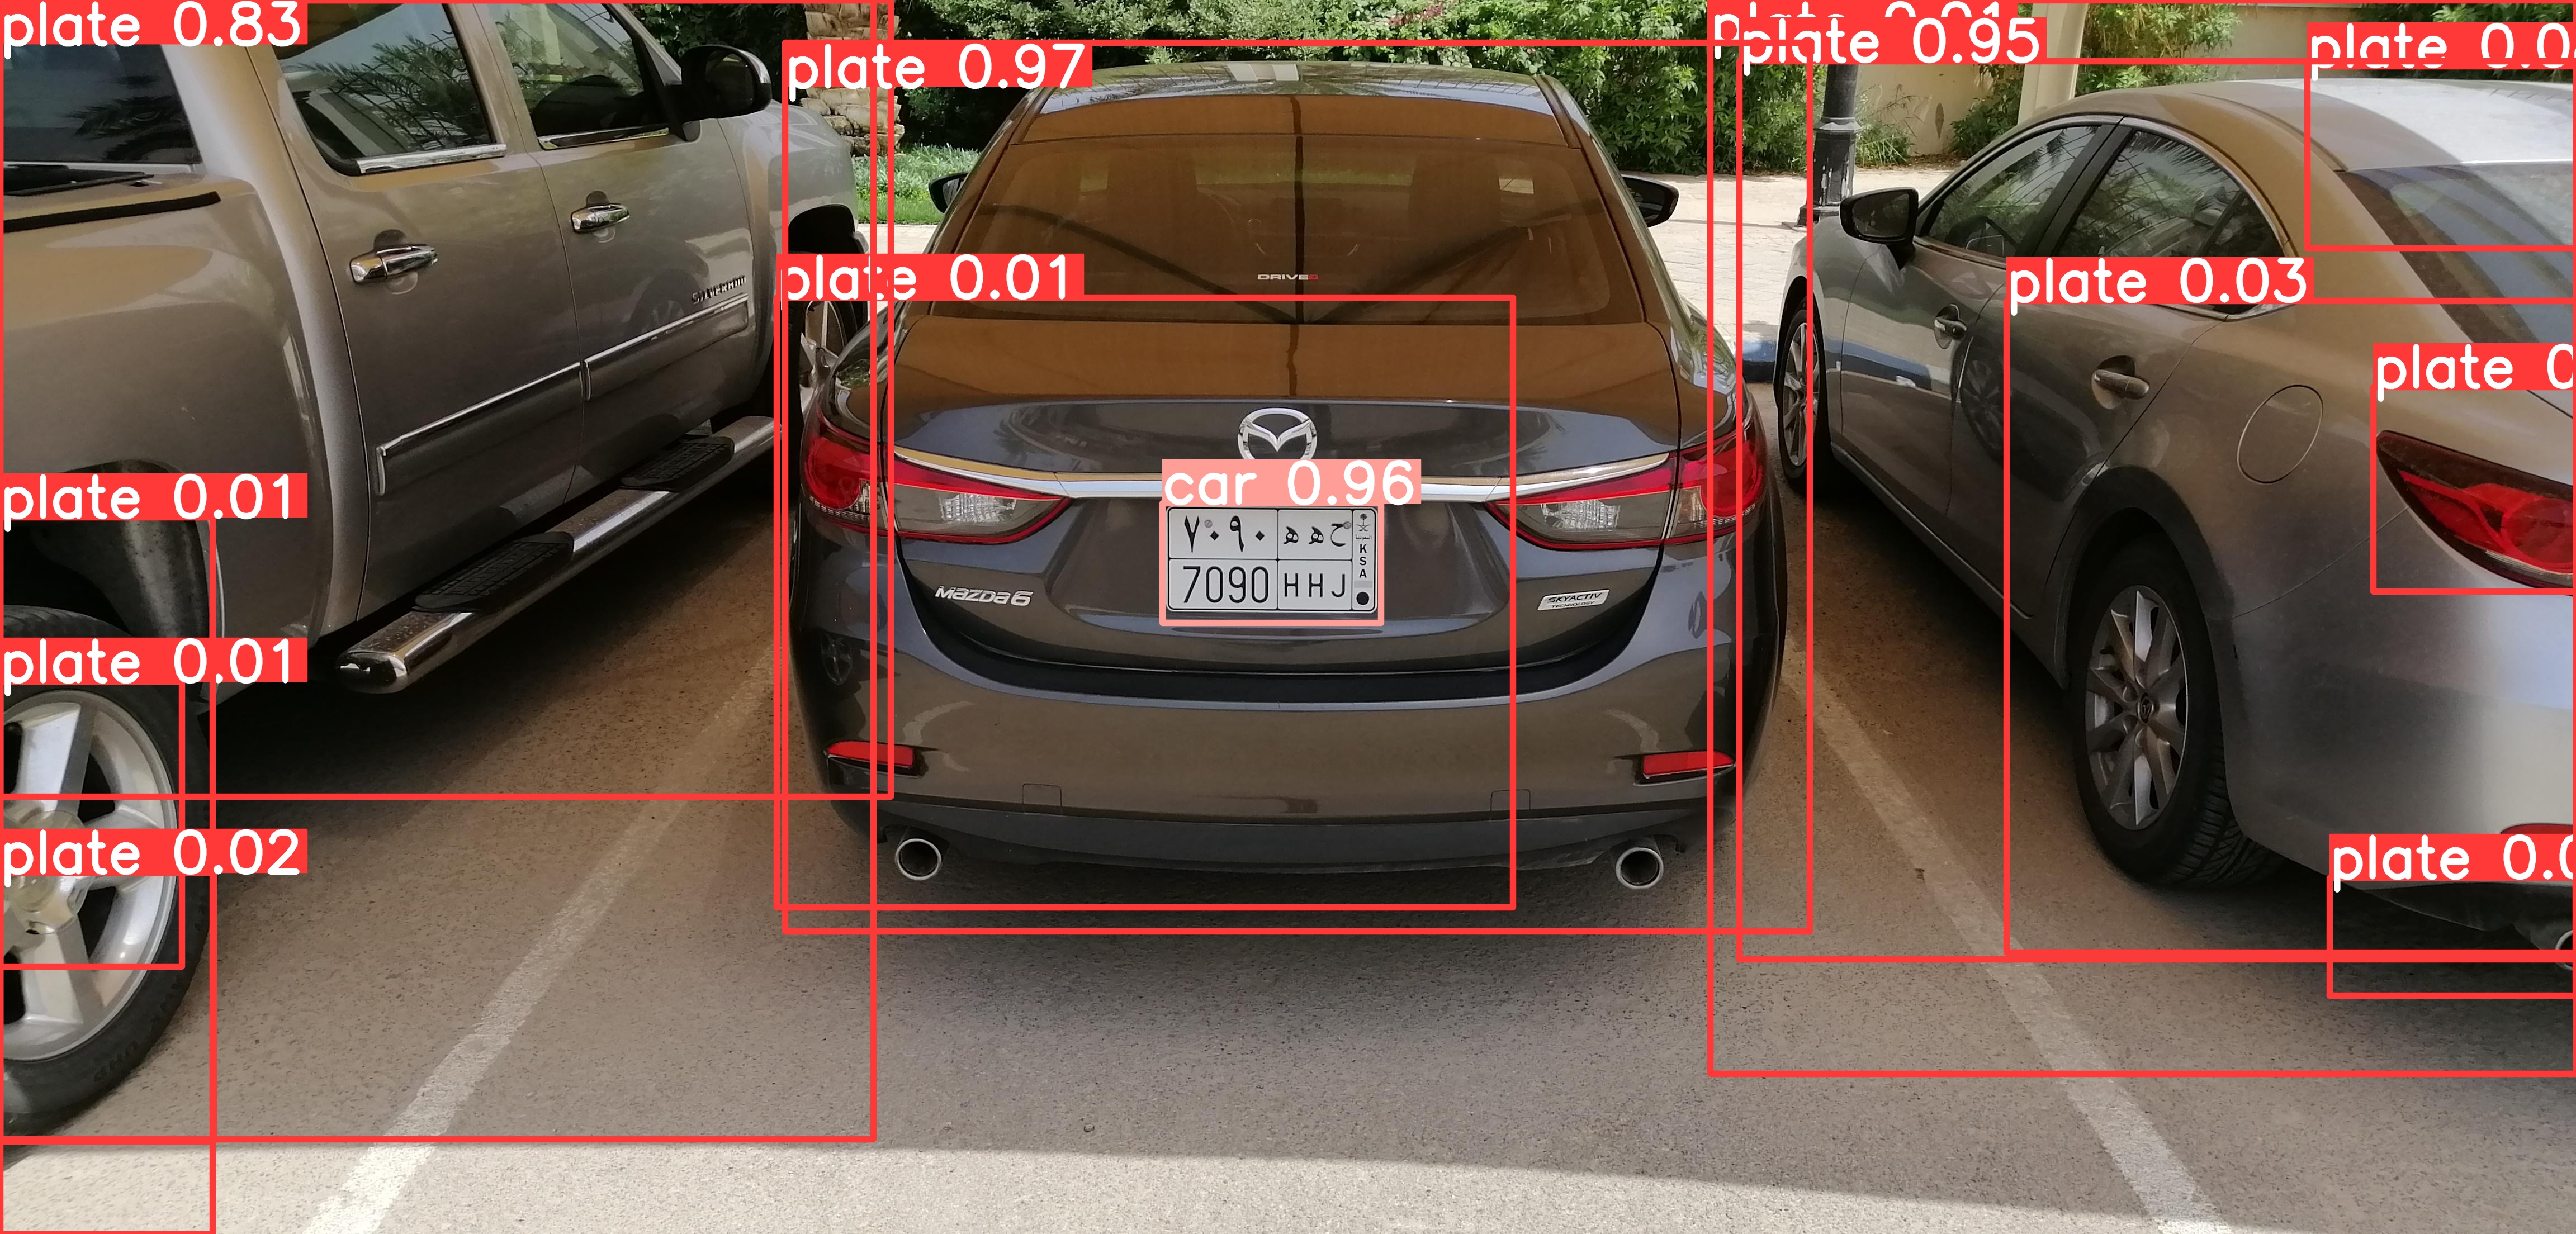 plate 0.83
plate 0.97
plate 0.01
plate 0.95
plate 0.0
SILVERADO
DRIVE
plate 0.01
plate 0.03
plate 0
car 0.96
٧٠٩٠ ح ه ه
السعودية
7090 HHJ
KSA
mazda6
SKYACTIV
TECHNOLOGY
plate 0.01
plate 0.01
plate 0.02
plate 0.0